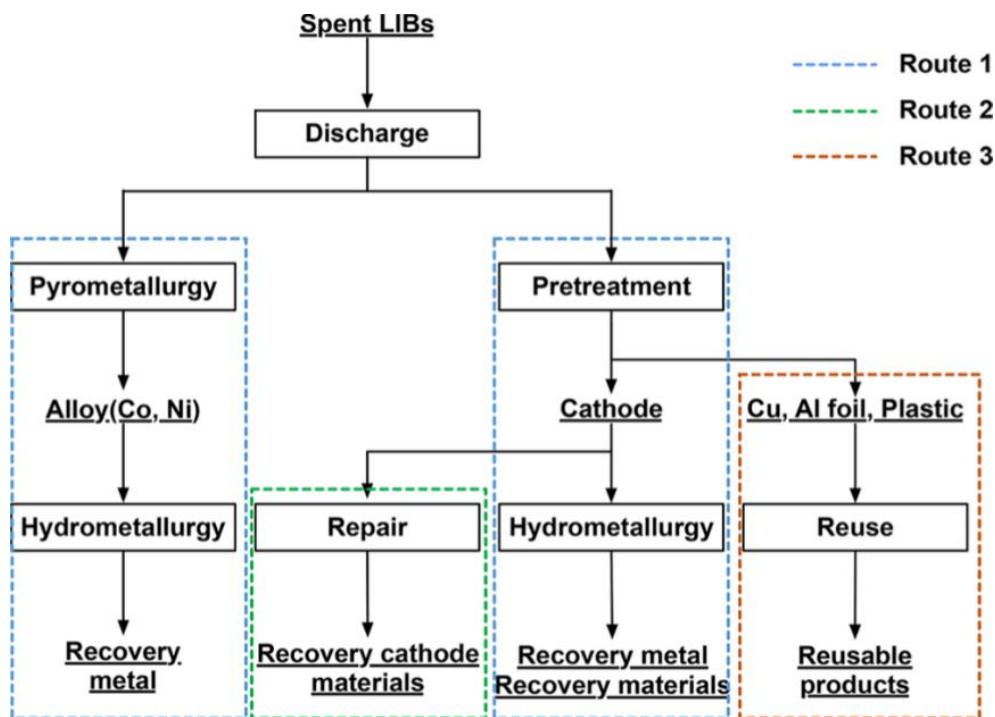 Spent LIBs
Route 1
Route 2
Route 3
Discharge
Pyrometallurgy
Pretreatment
Alloy(Co, Ni)
Cathode
Cu, Al foil, Plastic
Hydrometallurgy
Repair
Hydrometallurgy
Reuse
Recovery
metal
Recovery cathode
materials
Recovery metal
Recovery materials
Reusable
products